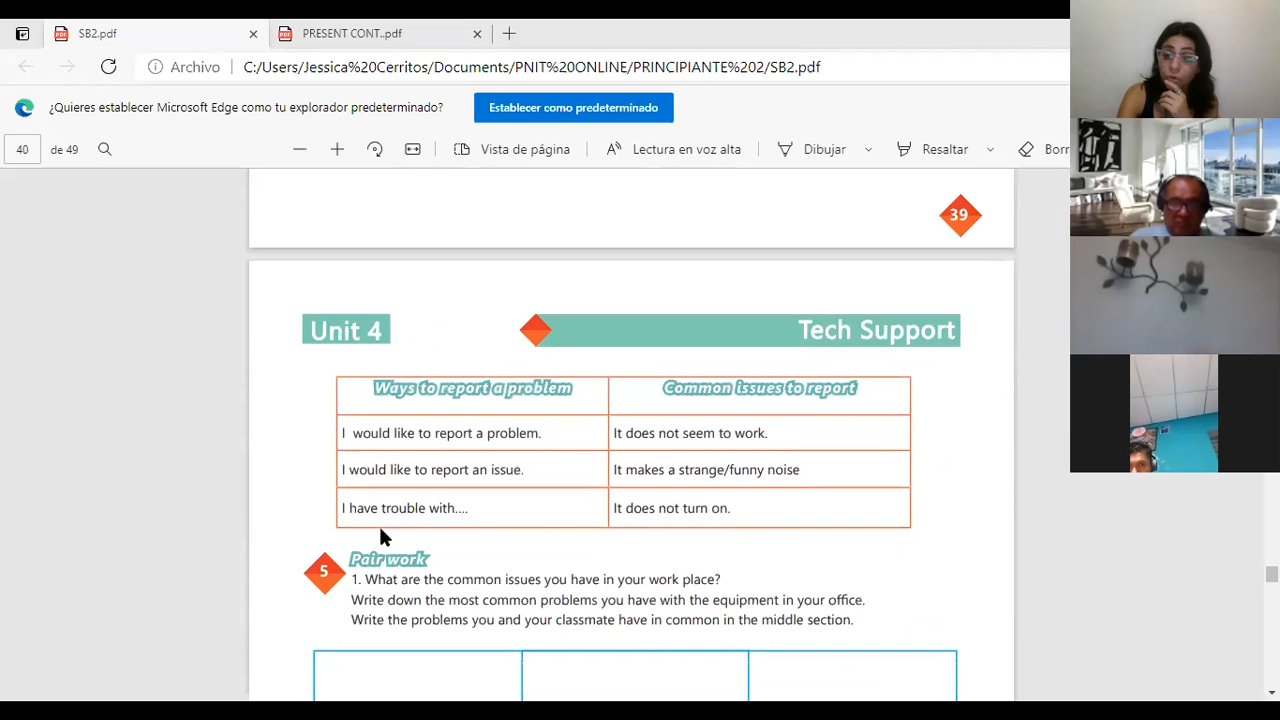 SB2.pdf
PRESENT CONT..pdf
Archivo C:/Users/Jessica%20Cerritos/Documents/PNIT%20ONLINE/PRINCIPIANTE%202/SB2.pdf
¿Quieres establecer Microsoft Edge como tu explorador predeterminado? Establecer como predeterminado
40 de 49 Vista de página Lectura en voz alta Dibujar Resaltar Borr
39
Unit 4 Tech Support
Ways to report a problem Common issues to report
I would like to report a problem. It does not seem to work.
I would like to report an issue. It makes a strange/funny noise
I have trouble with.... It does not turn on.
Pair work
5
1. What are the common issues you have in your work place?
Write down the most common problems you have with the equipment in your office.
Write the problems you and your classmate have in common in the middle section.